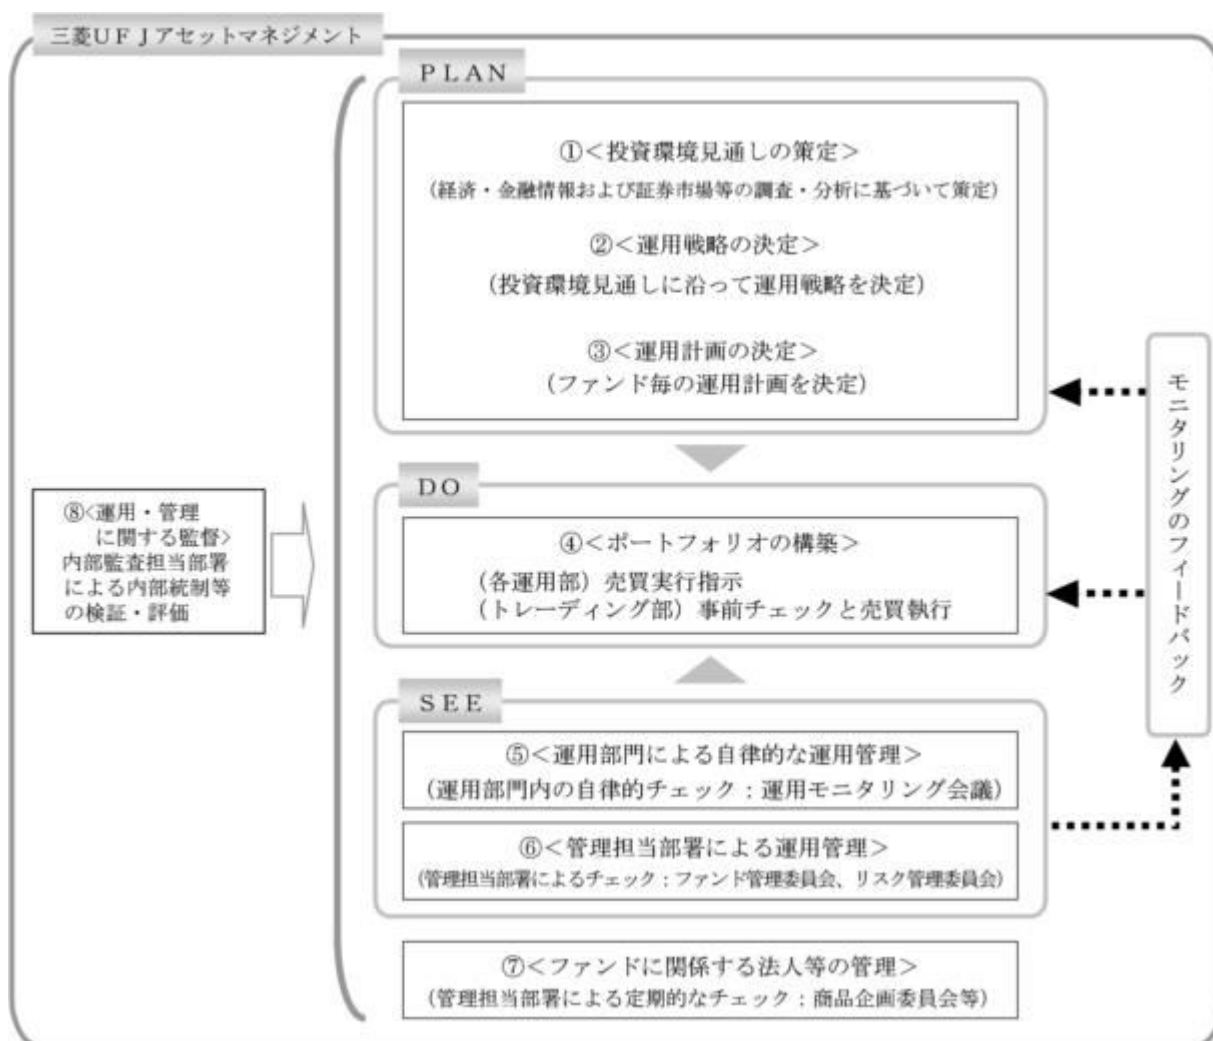 三菱UFJアセットマネジメント
PLAN
①<投資環境見通しの策定>
(経済・金融情報および証券市場等の調査・分析に基づいて策定)
②<運用戦略の決定>
(投資環境見通しに沿って運用戦略を決定)
③<運用計画の決定>
(ファンド毎の運用計画を決定)
DO
④<ポートフォリオの構築>
(各運用部)売買実行指示
(トレーディング部)事前チェックと売買執行
SEE
⑤<運用部門による自律的な運用管理>
(運用部門内の自律的チェック:運用モニタリング会議)
⑥<管理担当部署による運用管理>
(管理担当部署によるチェック:ファンド管理委員会、リスク管理委員会)
⑦<ファンドに関係する法人等の管理>
(管理担当部署による定期的なチェック:商品企画委員会等)
⑧<運用・管理
に関する監督>
内部監査担当部署
による内部統制等
の検証・評価
モニタリングのフィードバック